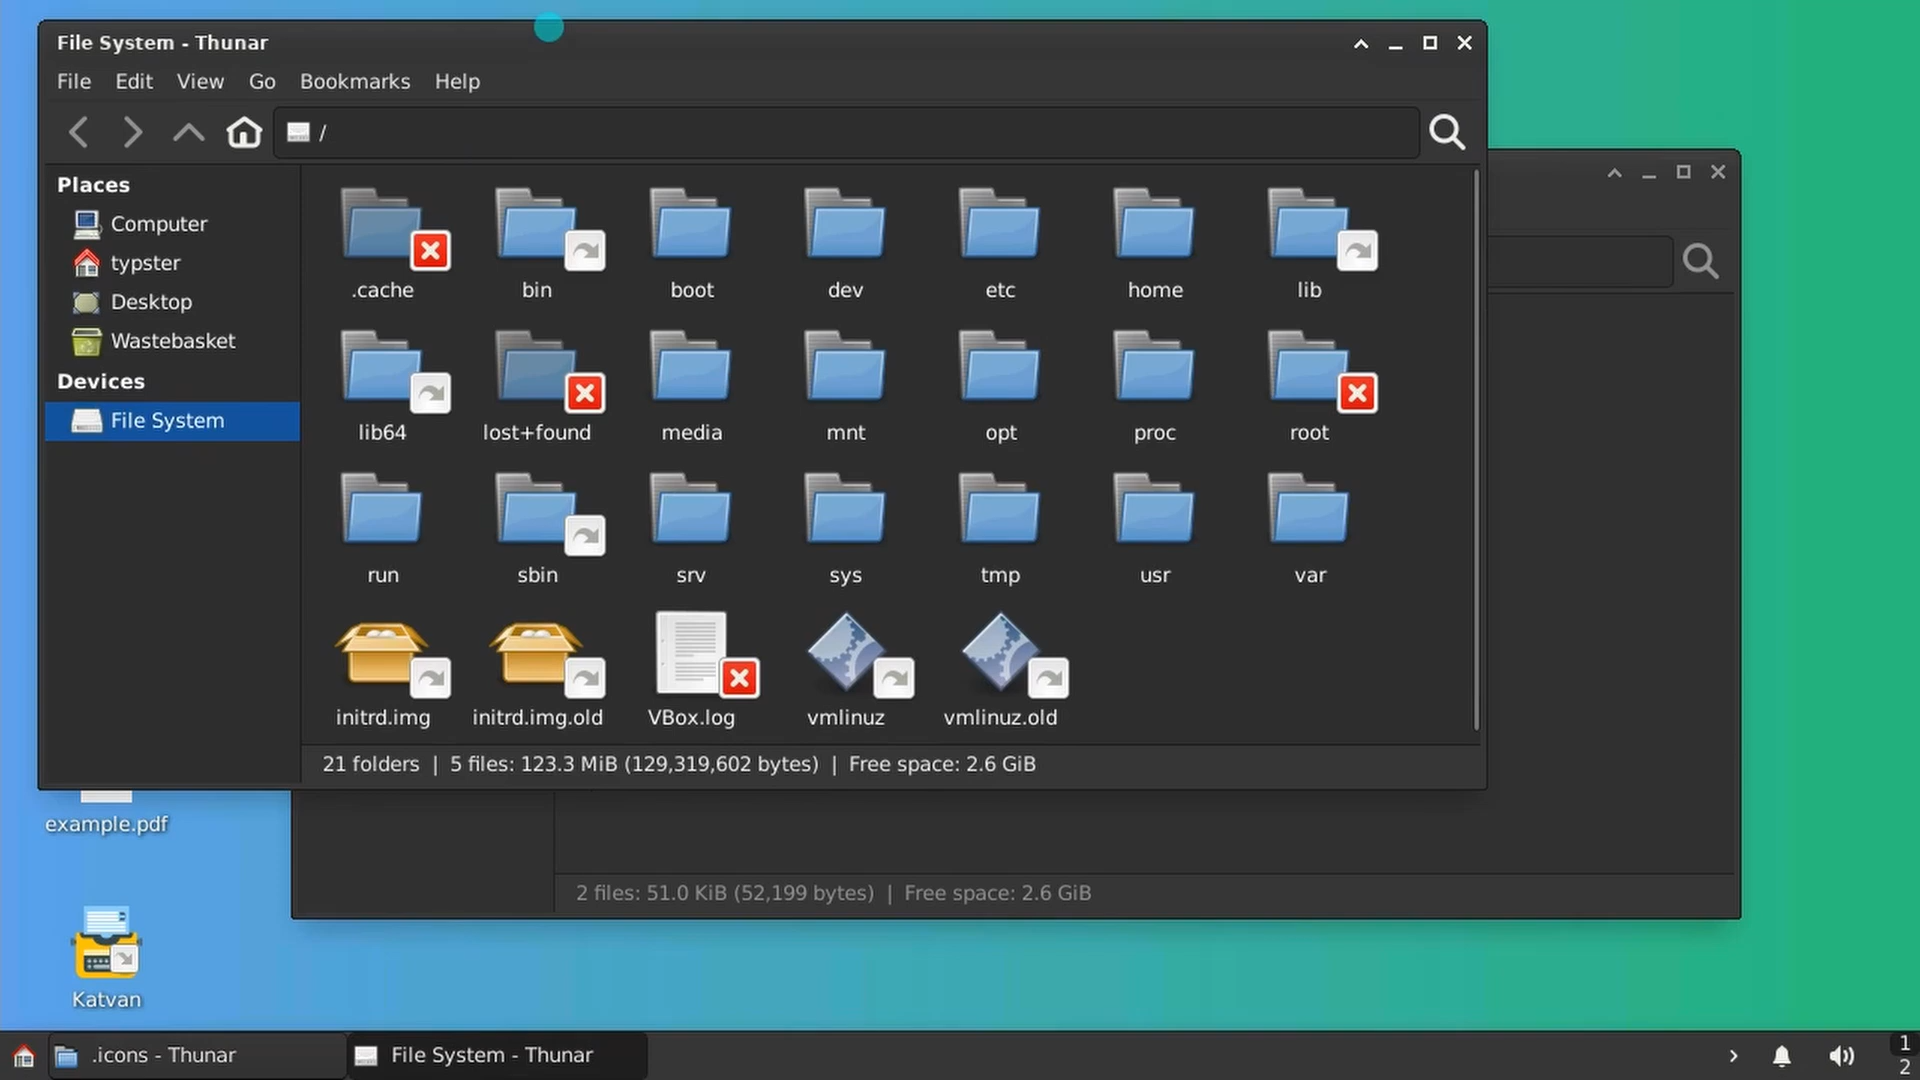 File System - Thunar
File Edit View Go Bookmarks Help
/
Places
Computer
typster
Desktop
Wastebasket
Devices
File System
.cache bin boot dev etc home lib
lib64 lost+found media mnt opt proc root
run sbin srv sys tmp usr var
initrd.img initrd.img.old VBox.log vmlinuz vmlinuz.old
21 folders | 5 files: 123.3 MiB (129,319,602 bytes) | Free space: 2.6 GiB
example.pdf
2 files: 51.0 KiB (52,199 bytes) | Free space: 2.6 GiB
Katvan
.icons - Thunar
File System - Thunar
1
2